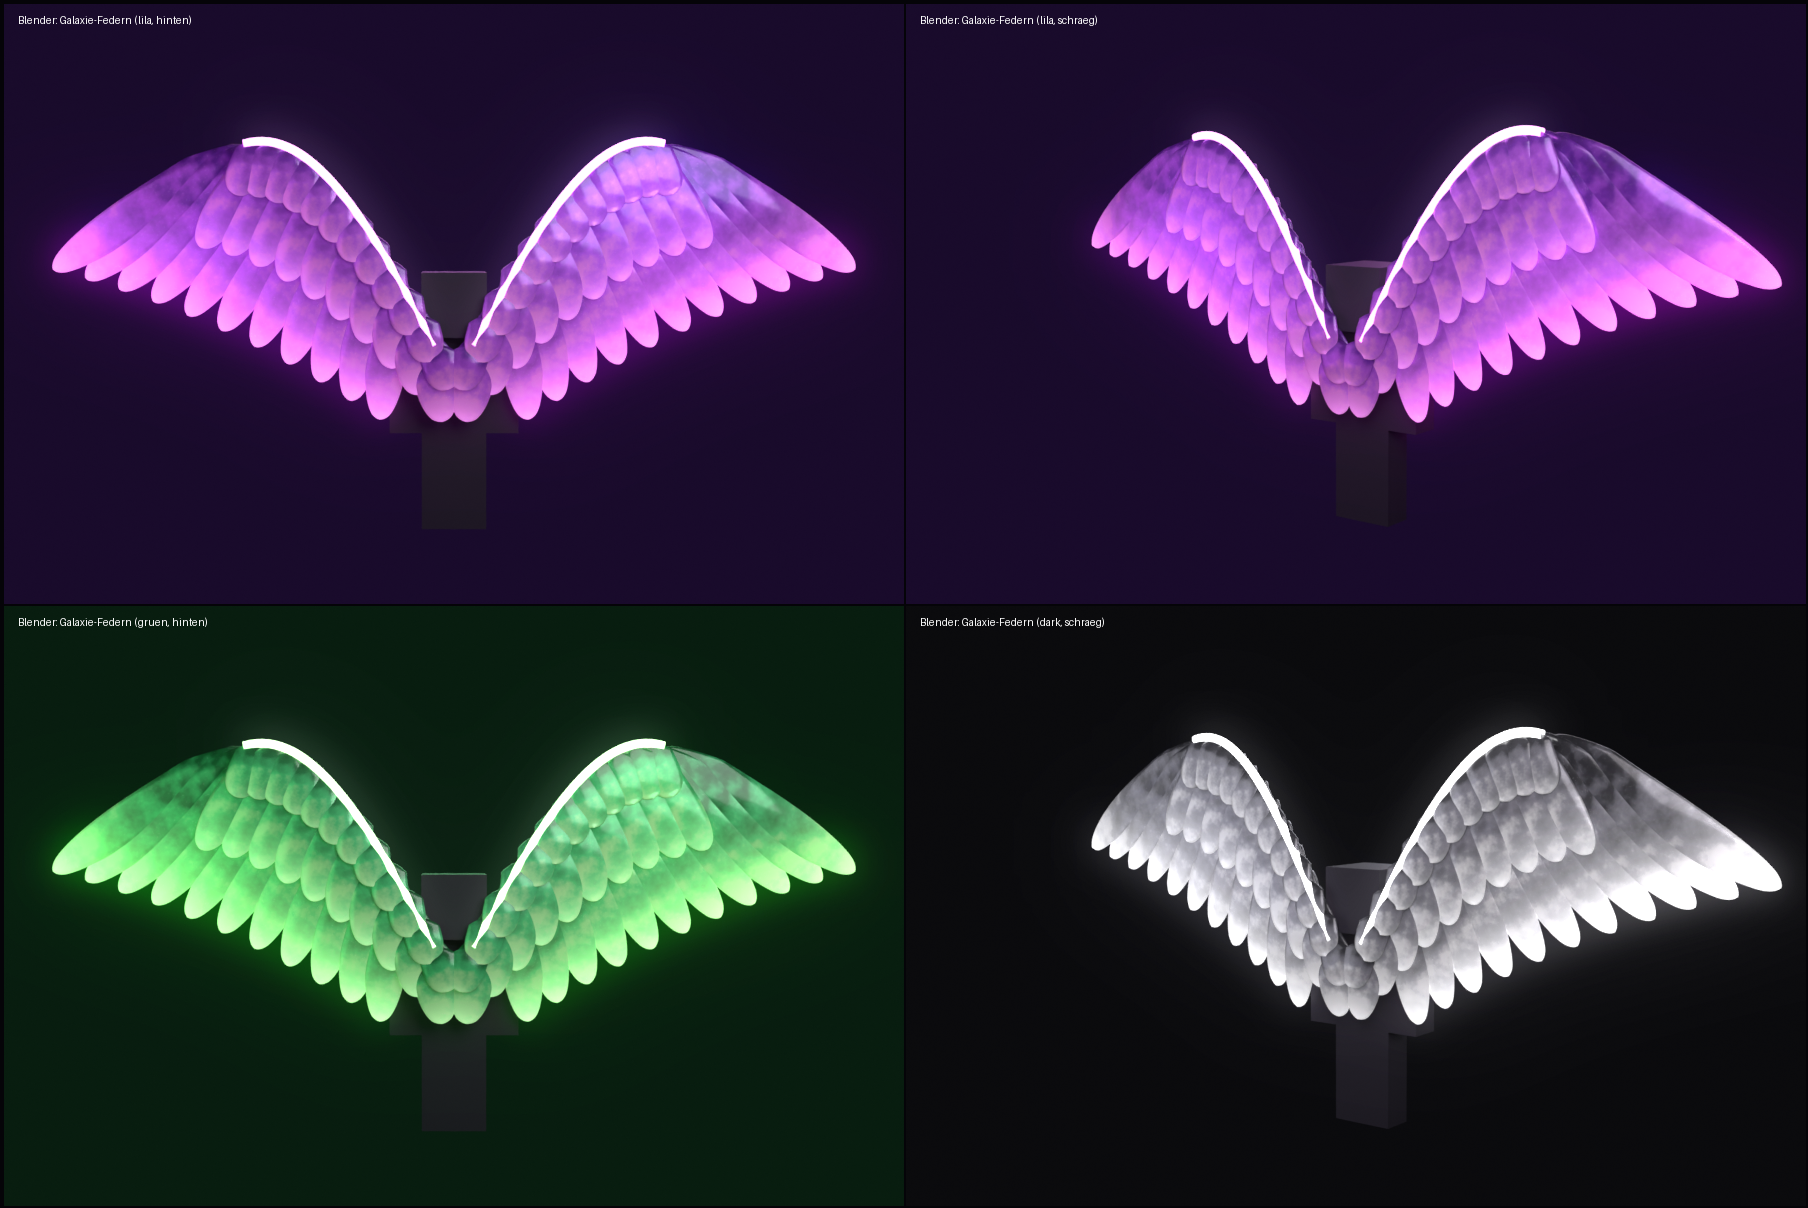 Blender: Galaxie-Federn (lila, hinten)
Blender: Galaxie-Federn (lila, schraeg)
Blender: Galaxie-Federn (gruen, hinten)
Blender: Galaxie-Federn (dark, schraeg)